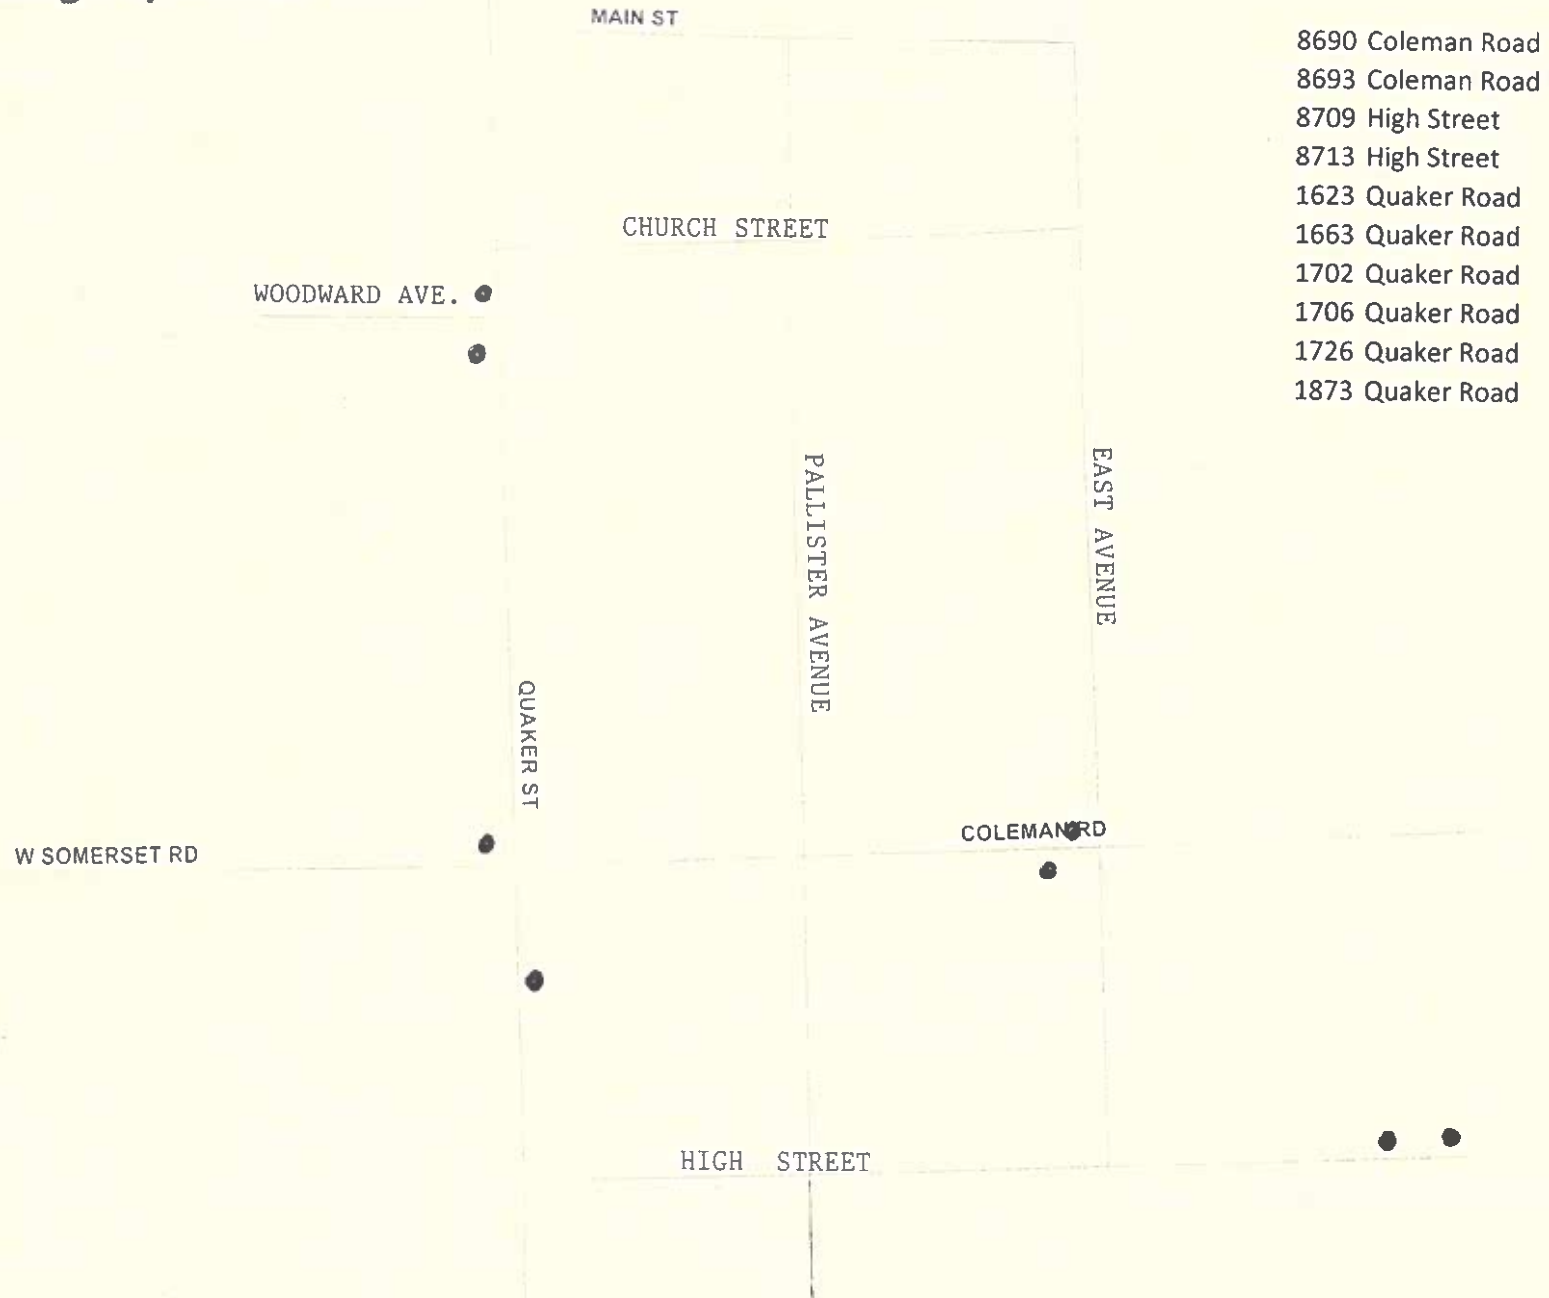 MAIN ST
8690 Coleman Road
8693 Coleman Road
8709 High Street
8713 High Street
1623 Quaker Road
1663 Quaker Road
1702 Quaker Road
1706 Quaker Road
1726 Quaker Road
1873 Quaker Road
CHURCH STREET
WOODWARD AVE.
PALLISTER AVENUE
EAST AVENUE
QUAKER ST
COLEMAN RD
W SOMERSET RD
HIGH STREET